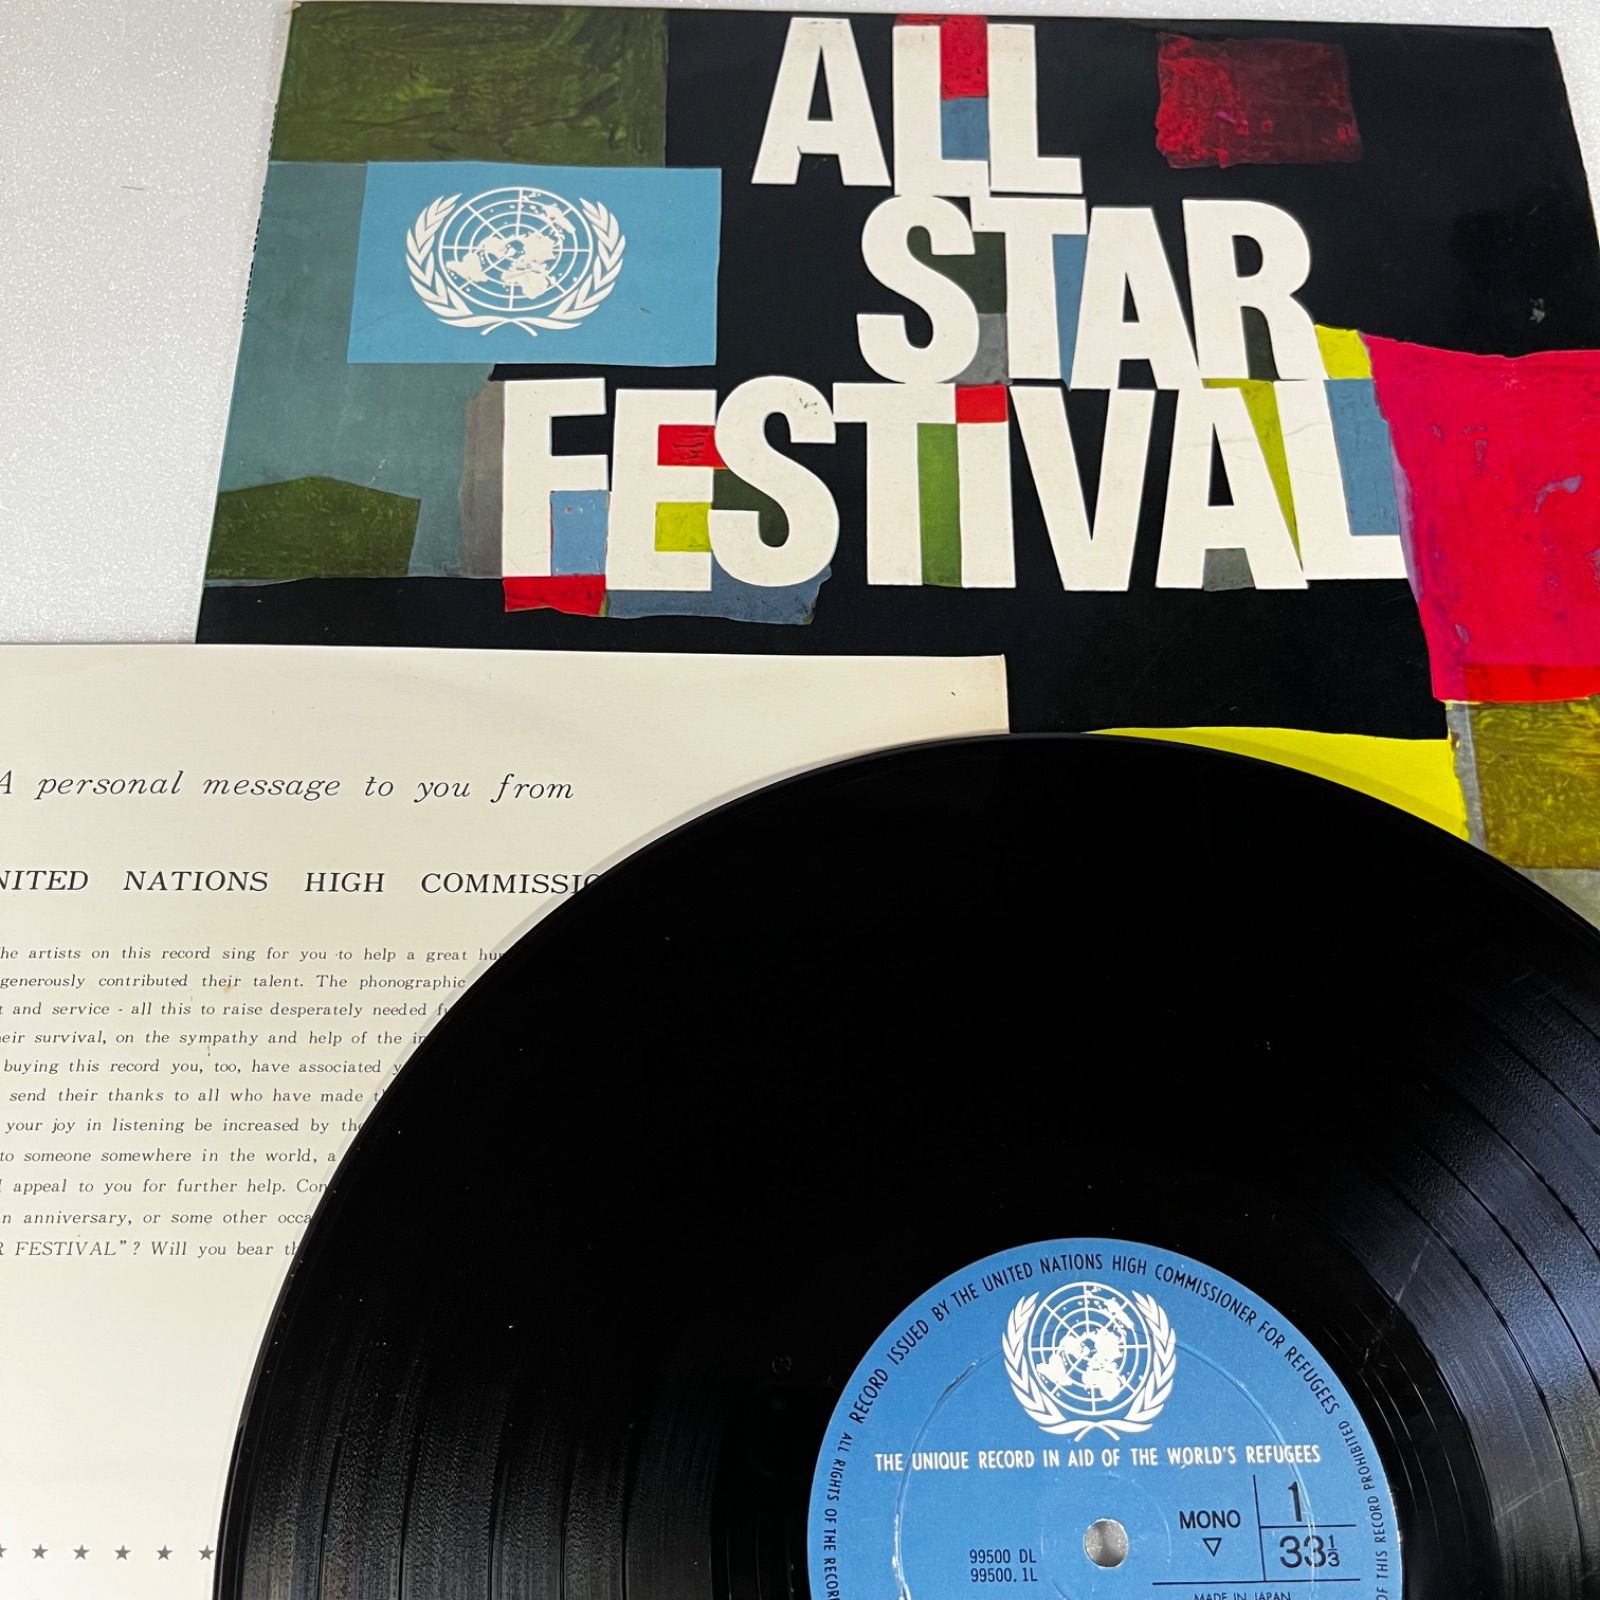 ALL
STAR
FESTiVAL
A personal message to you from
NATIONS HIGH
artists on this record sing for you to help a great
generously contributed their talent. The phonographic
and service - all this to raise desperately needed
survival, on the sympathy and help of the
buying this record you, too, have associated
send their thanks to all who have made
your joy in listening be increased by
to someone somewhere in the world, a
I appeal to you for further help.
anniversary, or some other
FESTIVAL"? Will you bear
RECORD ISSUED BY THE UNITED NATIONS HIGH COMMISSIONER FOR REFUGEES
ALL RIGHTS OF THE
OF THIS RECORD PROHIBITED
THE UNIQUE RECORD IN AID OF THE WORLD'S REFUGEES
MONO 1
▽ 33⅓
99500 DL
99500.1L
MADE IN JAPAN